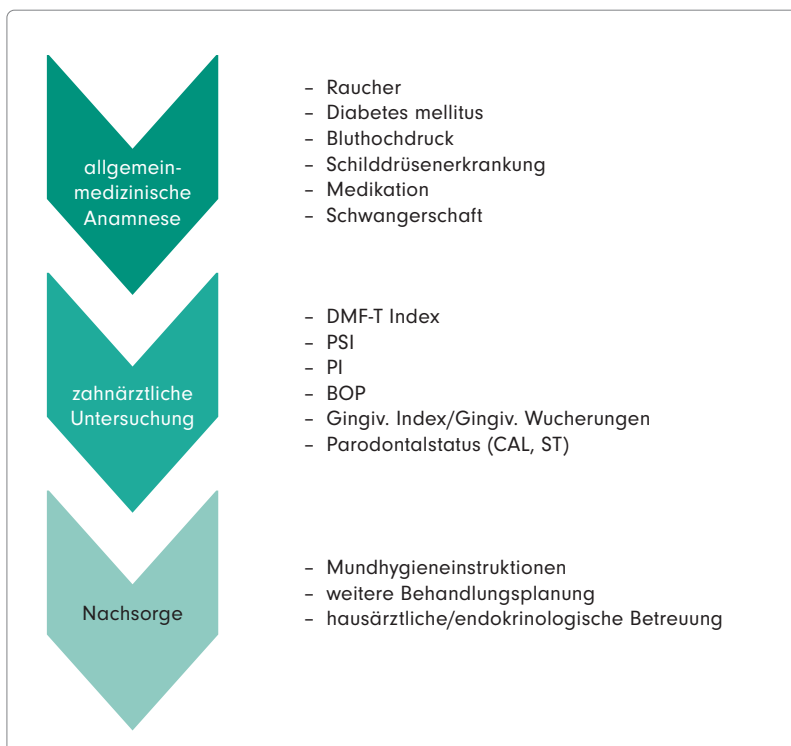 allgemein-
medizinische
Anamnese
– Raucher
– Diabetes mellitus
– Bluthochdruck
– Schilddrüsenerkrankung
– Medikation
– Schwangerschaft
zahnärztliche
Untersuchung
– DMF-T Index
– PSI
– PI
– BOP
– Gingiv. Index/Gingiv. Wucherungen
– Parodontalstatus (CAL, ST)
Nachsorge
– Mundhygieneinstruktionen
– weitere Behandlungsplanung
– hausärztliche/endokrinologische Betreuung